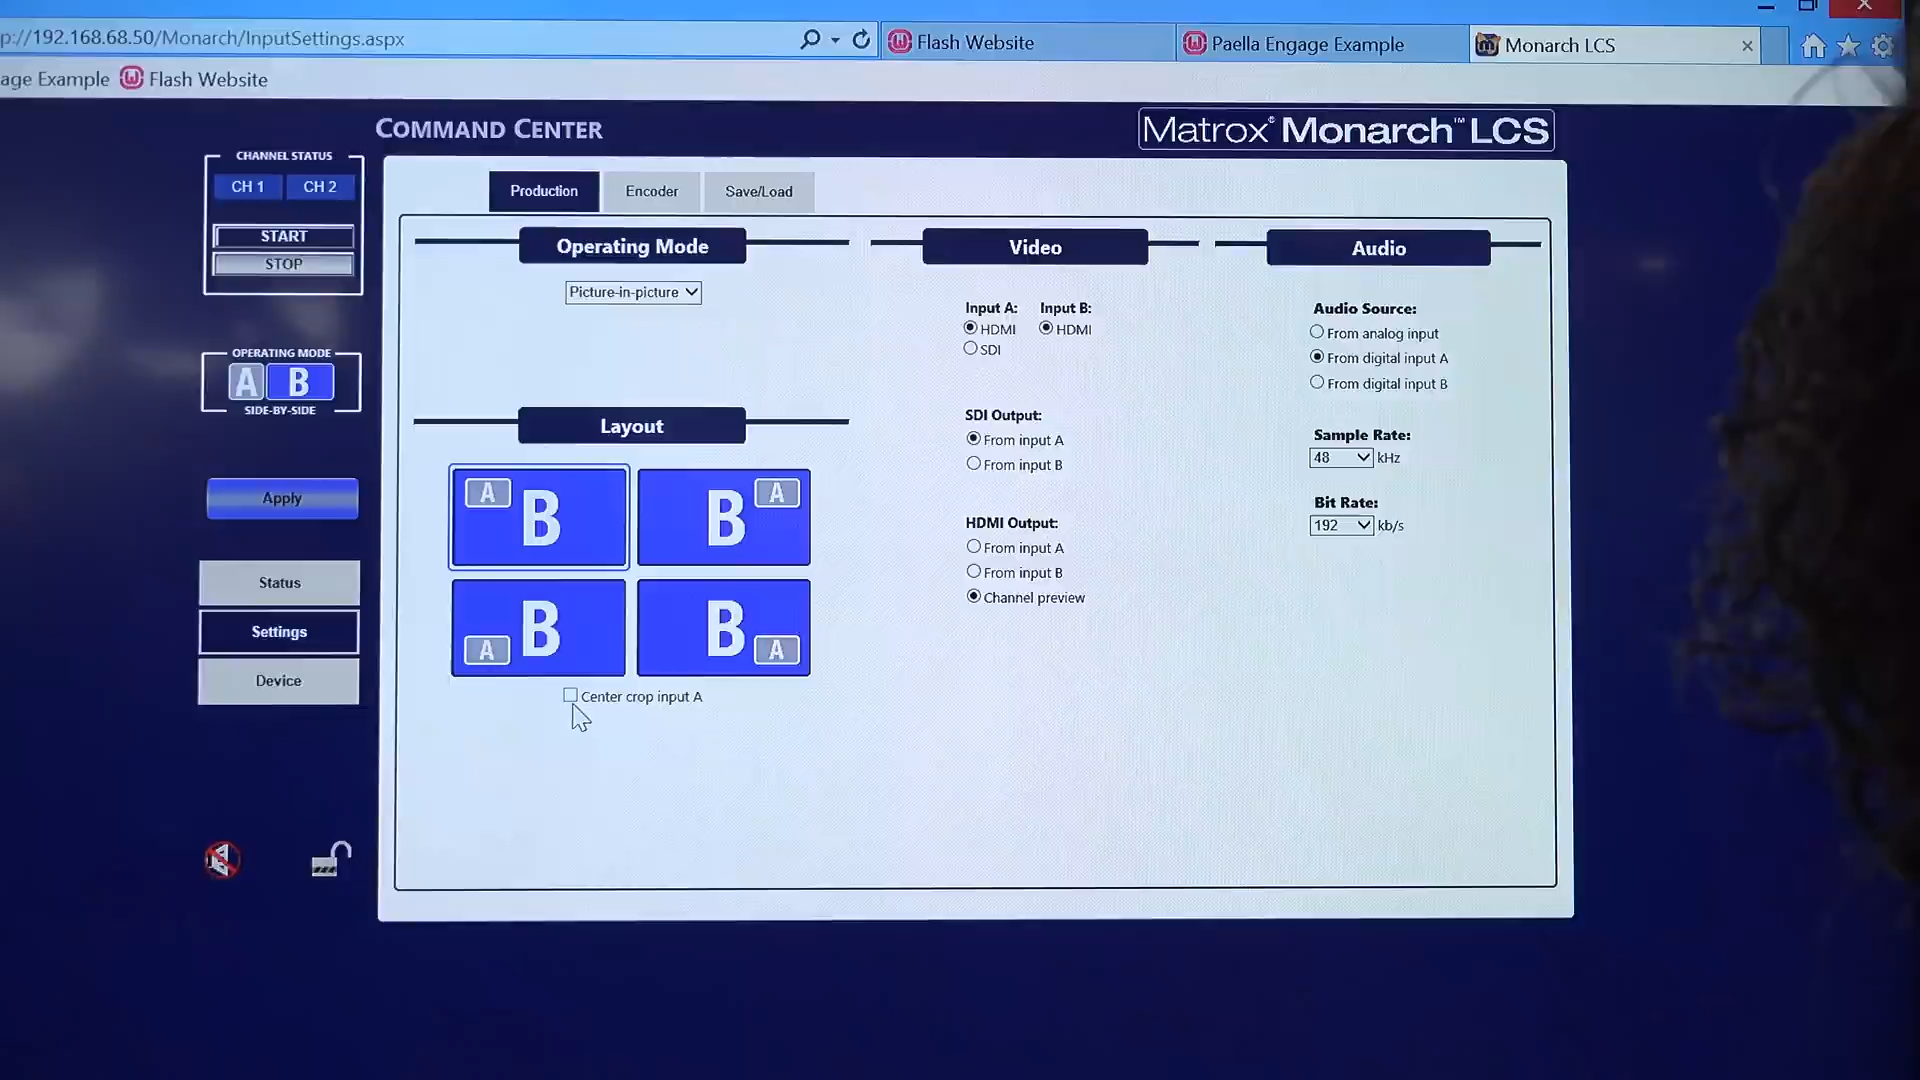 p://192.168.68.50/Monarch/InputSettings.aspx
Flash Website
Paella Engage Example
Monarch LCS
age Example
Flash Website
COMMAND CENTER
Matrox® Monarch™ LCS
CHANNEL STATUS
CH 1
CH 2
START
STOP
OPERATING MODE
A B
SIDE-BY-SIDE
Apply
Status
Settings
Device
Production
Encoder
Save/Load
Operating Mode
Picture-in-picture
Layout
A B
B A
A B
B A
Center crop input A
Video
Input A:
HDMI
SDI
Input B:
HDMI
SDI Output:
From input A
From input B
HDMI Output:
From input A
From input B
Channel preview
Audio
Audio Source:
From analog input
From digital input A
From digital input B
Sample Rate:
48 kHz
Bit Rate:
192 kb/s